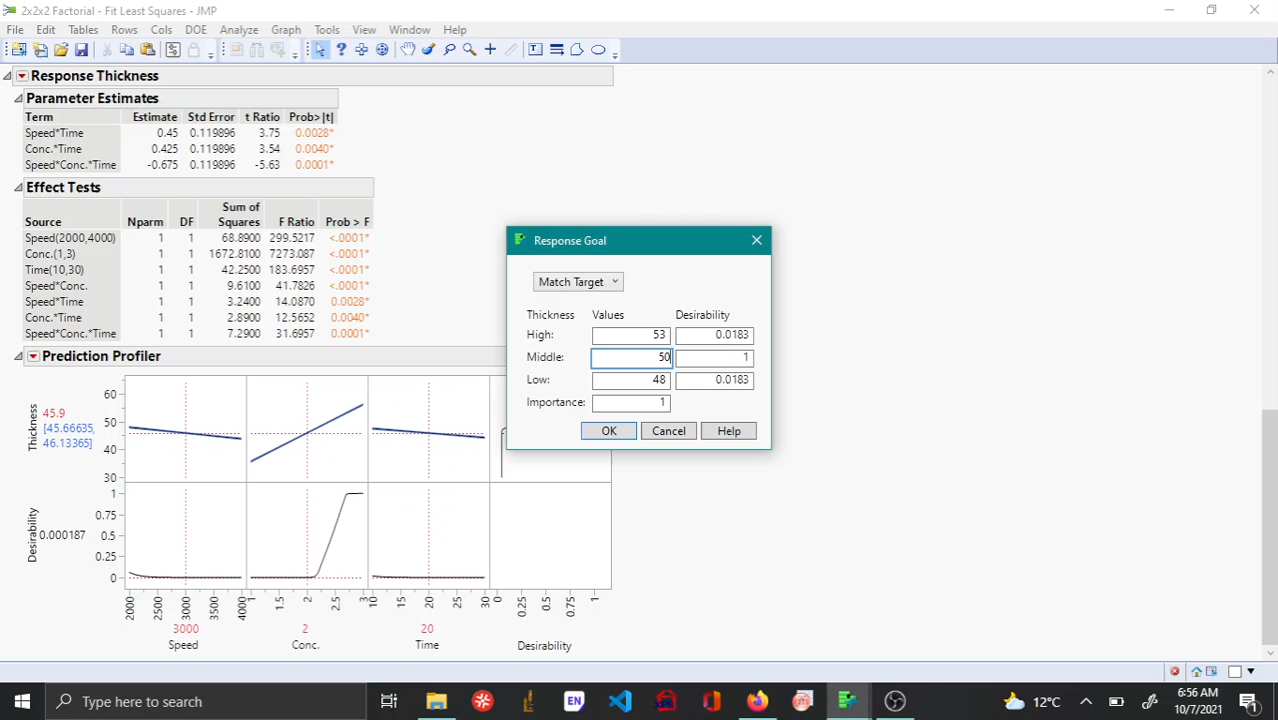 2x2x2 Factorial - Fit Least Squares - JMP
File Edit Tables Rows Cols DOE Analyze Graph Tools View Window Help
Response Thickness
Parameter Estimates
Term Estimate Std Error t Ratio Prob>|t|
Speed*Time 0.45 0.119896 3.75 0.0028*
Conc.*Time 0.425 0.119896 3.54 0.0040*
Speed*Conc.*Time -0.675 0.119896 -5.63 0.0001*
Effect Tests
Sum of
Source Nparm DF Squares F Ratio Prob > F
Speed(2000,4000) 1 1 68.8900 299.5217 <.0001*
Conc.(1,3) 1 1 1672.8100 7273.087 <.0001*
Time(10,30) 1 1 42.2500 183.6957 <.0001*
Speed*Conc. 1 1 9.6100 41.7826 <.0001*
Speed*Time 1 1 3.2400 14.0870 0.0028*
Conc.*Time 1 1 2.8900 12.5652 0.0040*
Speed*Conc.*Time 1 1 7.2900 31.6957 0.0001*
Prediction Profiler
Thickness
45.9
[45.66635,
46.13365]
60
50
40
30
Desirability
0.000187
1
0.75
0.5
0.25
0
2000 2500 3000 3500 4000 1 1.5 2 2.5 3 10 15 20 25 30 0 0.25 0.5 0.75 1
3000 2 20
Speed Conc. Time Desirability
Response Goal
Match Target
Thickness Values Desirability
High: 53 0.0183
Middle: 50 1
Low: 48 0.0183
Importance: 1
OK Cancel Help
Type here to search
EN
12°C
6:56 AM
10/7/2021